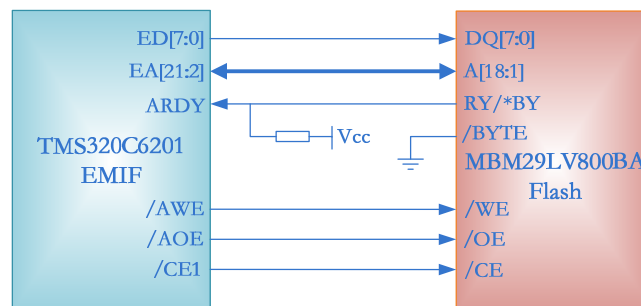 ED[7:0] DQ[7:0]
EA[21:2] A[18:1]
ARDY RY/*BY
Vcc /BYTE
TMS320C6201 MBM29LV800BA
EMIF Flash
/AWE /WE
/AOE /OE
/CE1 /CE